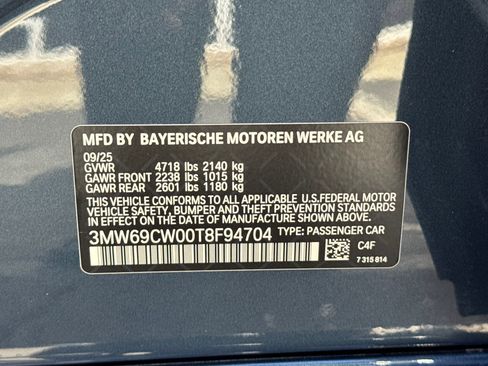 MFD BY BAYERISCHE MOTOREN WERKE AG
09/25
GVWR 4718 lbs 2140 kg
GAWR FRONT 2238 lbs 1015 kg
GAWR REAR 2601 lbs 1180 kg
THIS VEHICLE CONFORMS TO ALL APPLICABLE U.S.FEDERAL MOTOR
VEHICLE SAFETY, BUMPER, AND THEFT PREVENTION STANDARDS IN EFFECT ON
THE DATE OF MANUFACTURE SHOWN ABOVE.
3MW69CW00T8F94704 TYPE: PASSENGER CAR
C4F
7 315 814